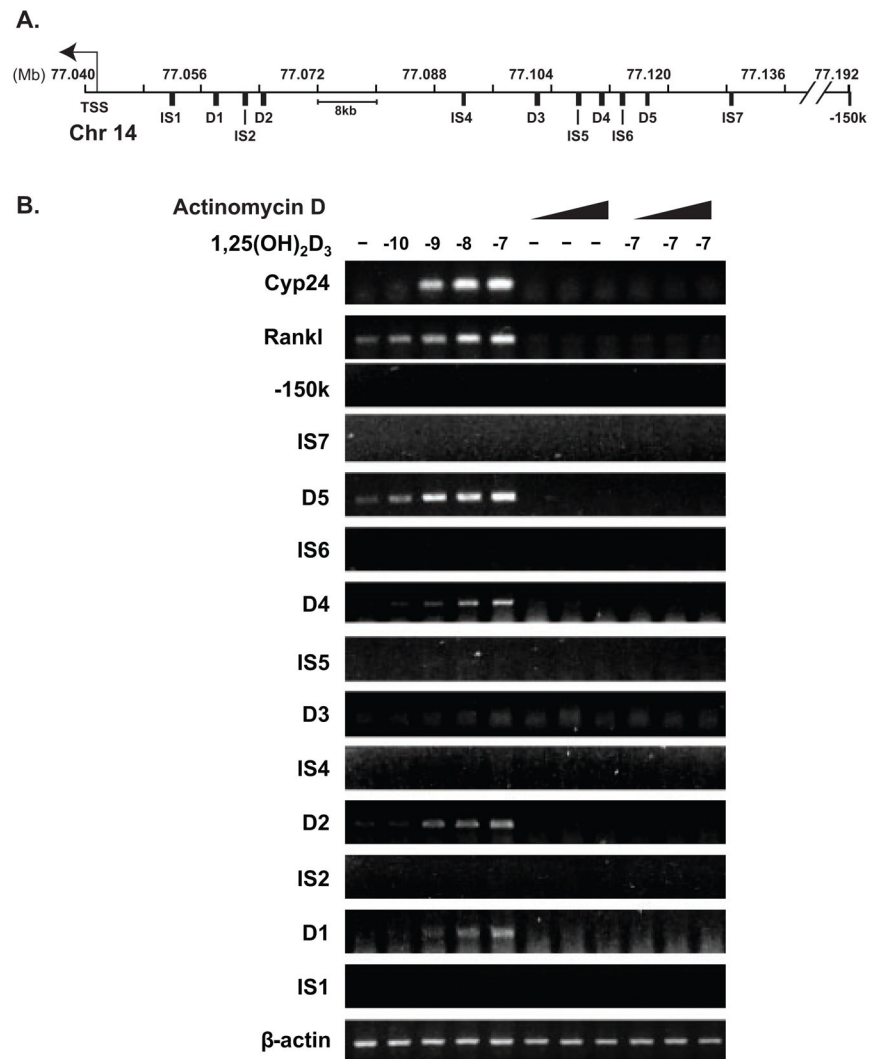 A.
(Mb) 77.040 77.056 77.072 77.088 77.104 77.120 77.136 77.192
TSS IS1 D1 D2 8kb IS4 D3 D4 D5 IS7 -150k
Chr 14 IS2 IS5 IS6
B.
Actinomycin D
1,25(OH)₂D₃ – -10 -9 -8 -7 – – – -7 -7 -7
Cyp24
Rankl
-150k
IS7
D5
IS6
D4
IS5
D3
IS4
D2
IS2
D1
IS1
β-actin